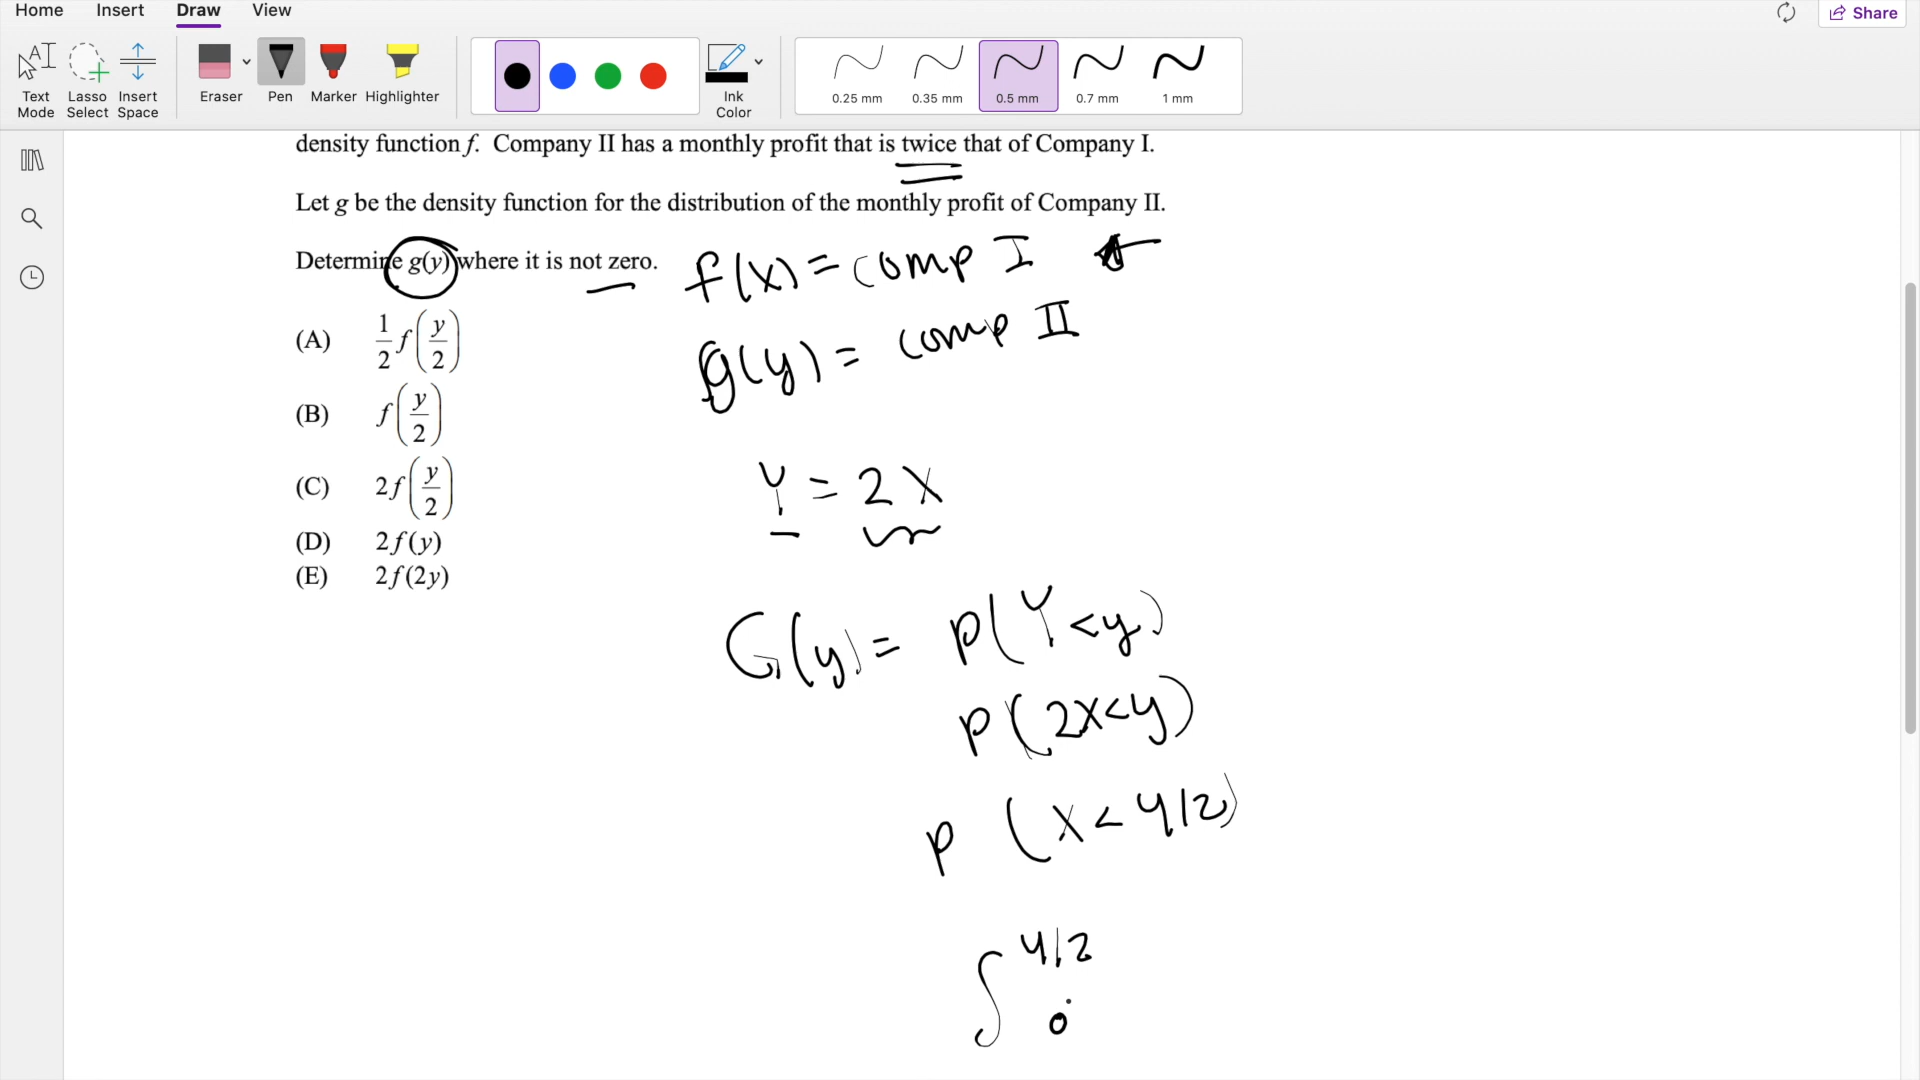 Home Insert Draw View
Share
Text Mode
Lasso Select
Insert Space
Eraser
Pen
Marker
Highlighter
Ink Color
0.25 mm
0.35 mm
0.5 mm
0.7 mm
1 mm
density function f. Company II has a monthly profit that is twice that of Company I.
Let g be the density function for the distribution of the monthly profit of Company II.
Determine g(y) where it is not zero.
f(x) = comp I
g(y) = comp II
(A) 1/2 f(y/2)
(B) f(y/2)
(C) 2f(y/2)
(D) 2f(y)
(E) 2f(2y)
Y = 2X
G(y) = P(Y<y)
P(2X<y)
P (X<y/2)
∫ y/2
0